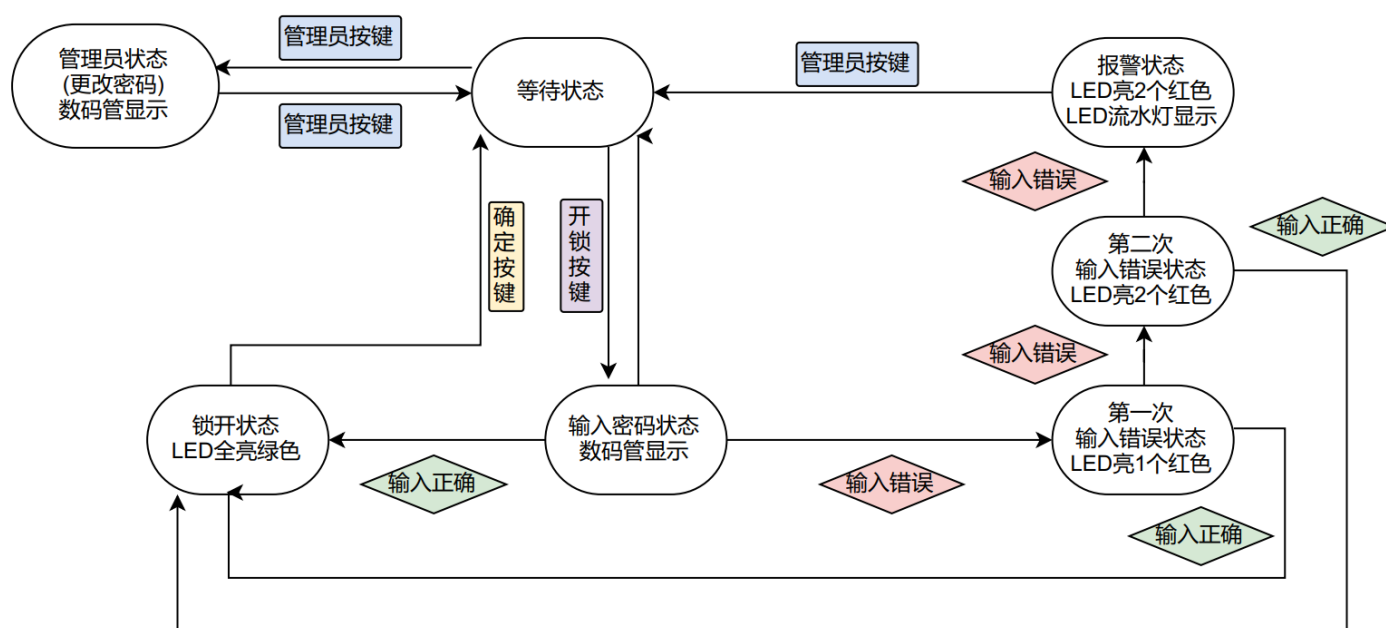 管理员按键
管理员状态
(更改密码)
数码管显示
管理员按键
等待状态
管理员按键
报警状态
LED亮2个红色
LED流水灯显示
输入错误
确
定
按
键
开
锁
按
键
第二次
输入错误状态
LED亮2个红色
输入正确
输入错误
锁开状态
LED全亮绿色
输入密码状态
数码管显示
第一次
输入错误状态
LED亮1个红色
输入正确
输入错误
输入正确